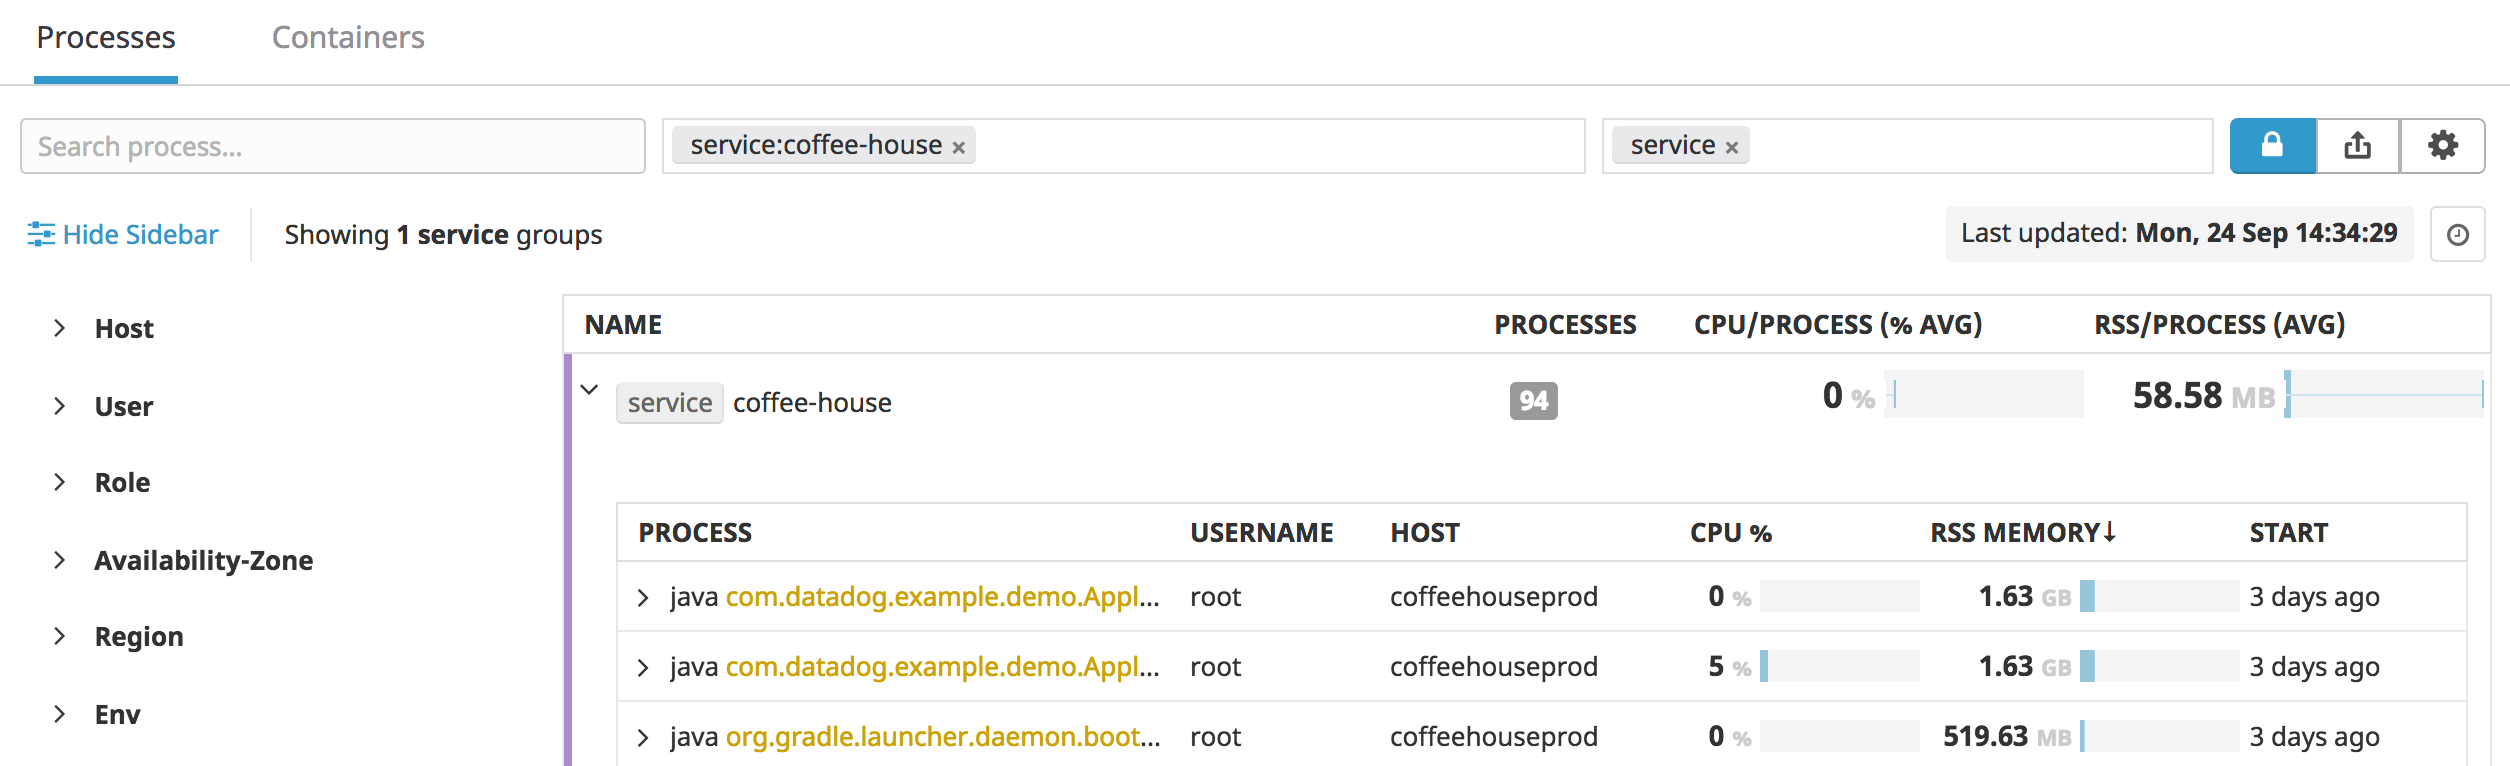 Processes Containers
Search process... service:coffee-house × service ×
Hide Sidebar Showing 1 service groups Last updated: Mon, 24 Sep 14:34:29
Host
User
Role
Availability-Zone
Region
Env
NAME PROCESSES CPU/PROCESS (% AVG) RSS/PROCESS (AVG)
service coffee-house 94 0 % 58.58 MB
PROCESS USERNAME HOST CPU % RSS MEMORY↓ START
java com.datadog.example.demo.Appl... root coffeehouseprod 0 % 1.63 GB 3 days ago
java com.datadog.example.demo.Appl... root coffeehouseprod 5 % 1.63 GB 3 days ago
java org.gradle.launcher.daemon.boot... root coffeehouseprod 0 % 519.63 MB 3 days ago